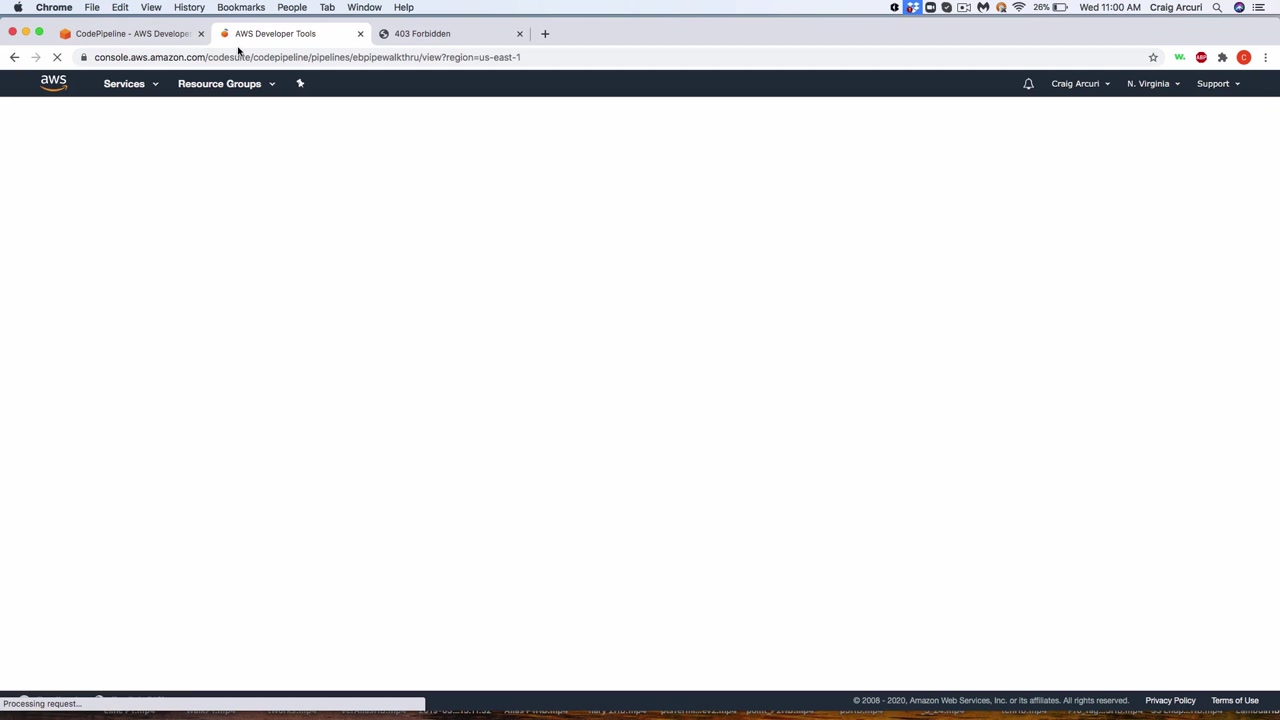 Chrome File Edit View History Bookmarks People Tab Window Help 26% Wed 11:00 AM Craig Arcuri
CodePipeline - AWS Developer AWS Developer Tools 403 Forbidden
console.aws.amazon.com/codesuite/codepipeline/pipelines/ebpipewalkthru/view?region=us-east-1
aws Services Resource Groups Craig Arcuri N. Virginia Support
Processing request... © 2008 - 2020, Amazon Web Services, Inc. or its affiliates. All rights reserved. Privacy Policy Terms of Use